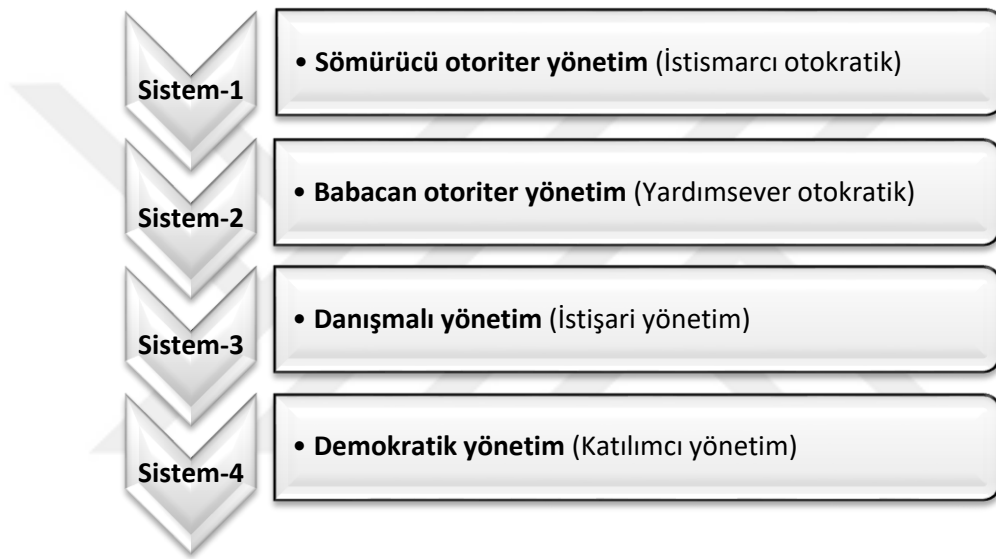 Sistem-1
• Sömürücü otoriter yönetim (İstismarcı otokratik)
Sistem-2
• Babacan otoriter yönetim (Yardımsever otokratik)
Sistem-3
• Danışmalı yönetim (İstişari yönetim)
Sistem-4
• Demokratik yönetim (Katılımcı yönetim)